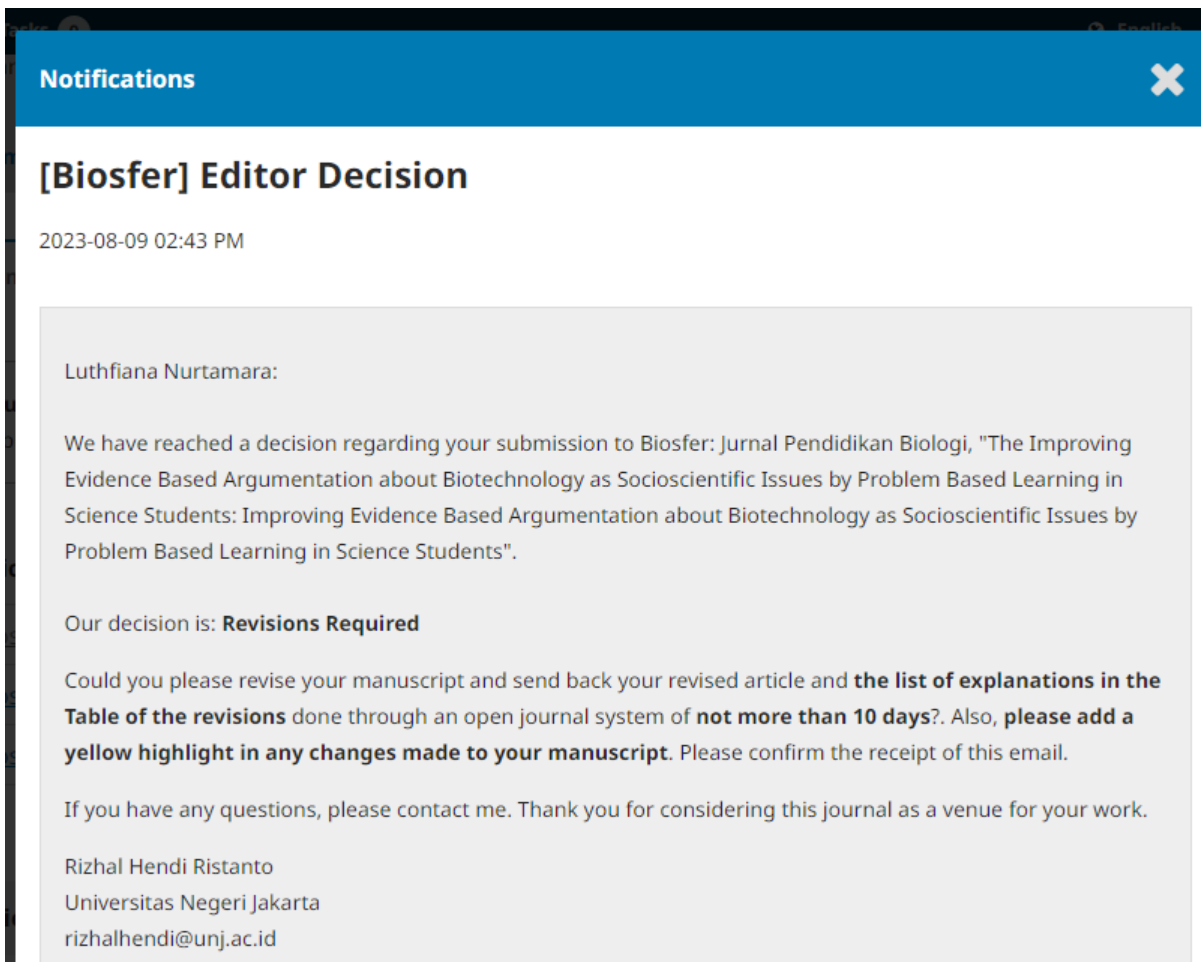 Tasks
English
Notifications
[Biosfer] Editor Decision
2023-08-09 02:43 PM
Luthfiana Nurtamara:
We have reached a decision regarding your submission to Biosfer: Jurnal Pendidikan Biologi, "The Improving
Evidence Based Argumentation about Biotechnology as Socioscientific Issues by Problem Based Learning in
Science Students: Improving Evidence Based Argumentation about Biotechnology as Socioscientific Issues by
Problem Based Learning in Science Students".
Our decision is: Revisions Required
Could you please revise your manuscript and send back your revised article and the list of explanations in the
Table of the revisions done through an open journal system of not more than 10 days?. Also, please add a
yellow highlight in any changes made to your manuscript. Please confirm the receipt of this email.
If you have any questions, please contact me. Thank you for considering this journal as a venue for your work.
Rizhal Hendi Ristanto
Universitas Negeri Jakarta
rizhalhendi@unj.ac.id